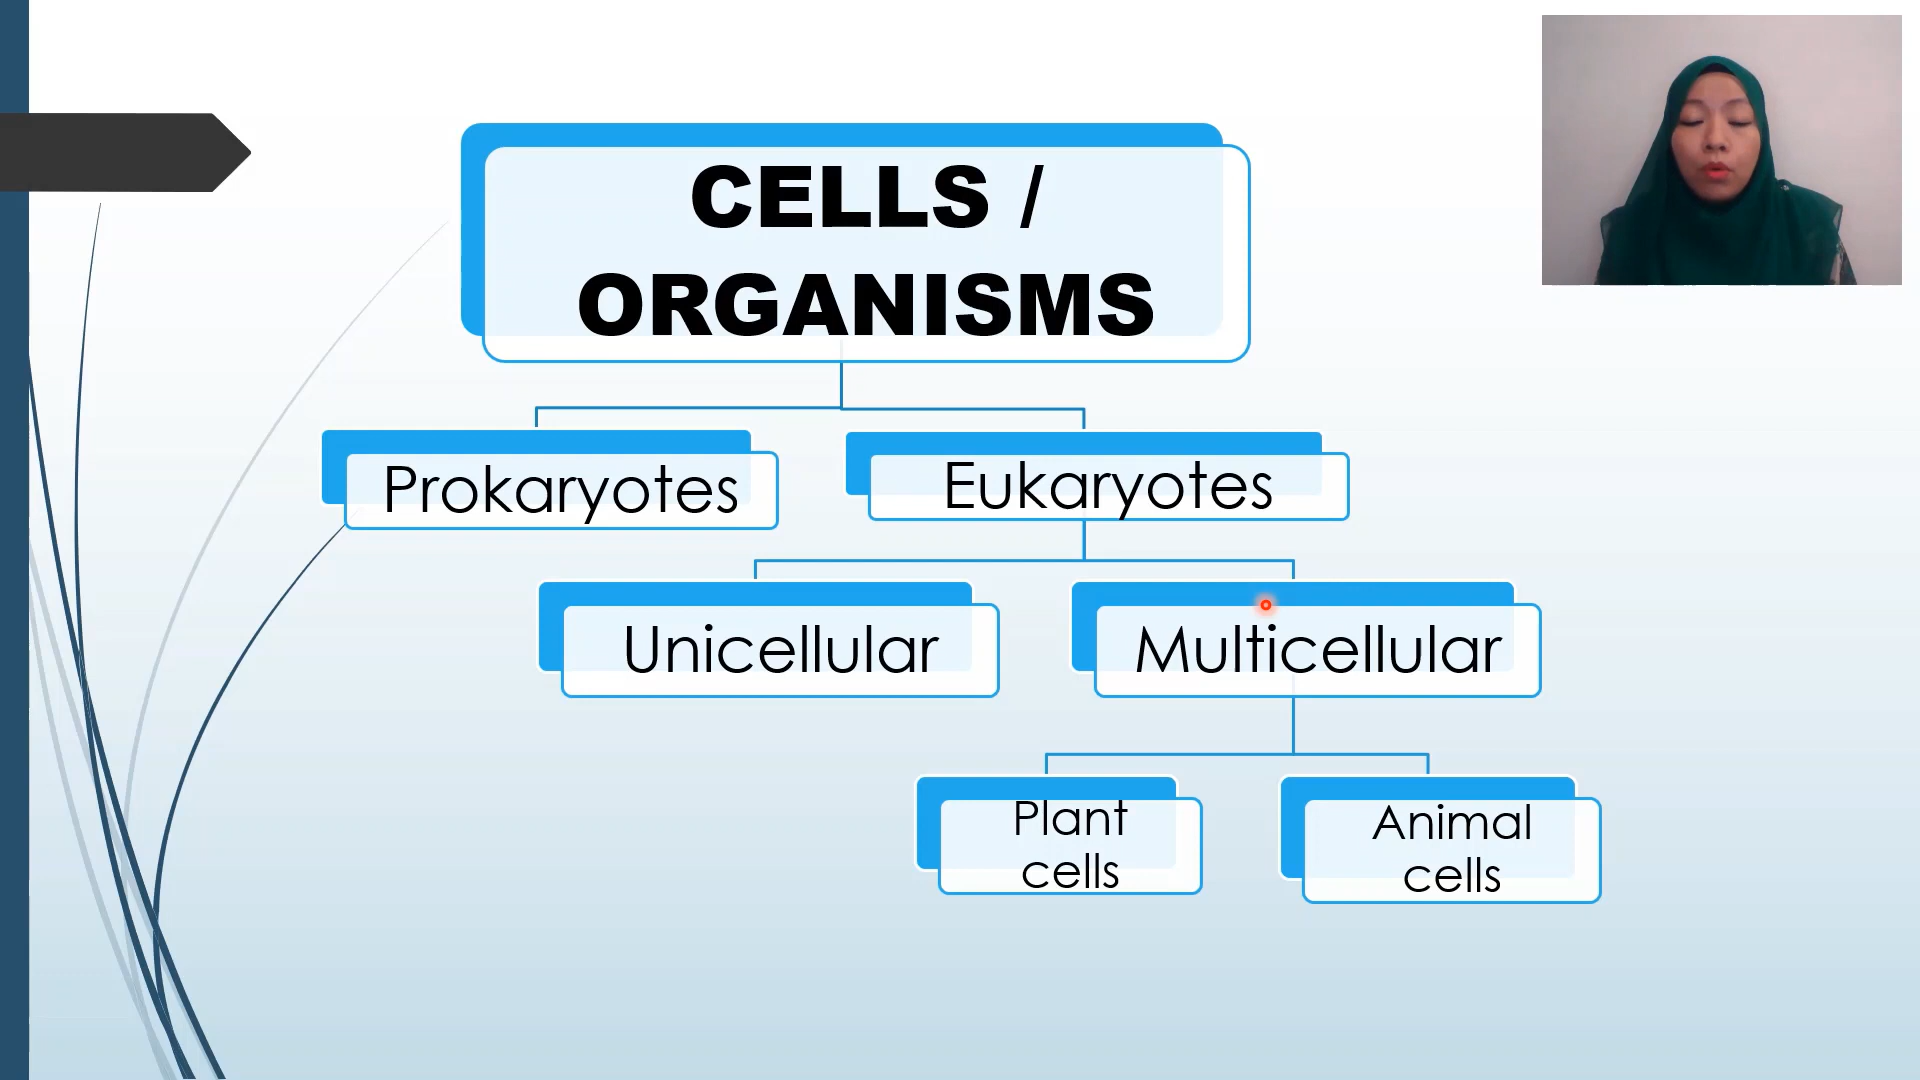 CELLS /
ORGANISMS
Prokaryotes
Eukaryotes
Unicellular
Multicellular
Plant
cells
Animal
cells